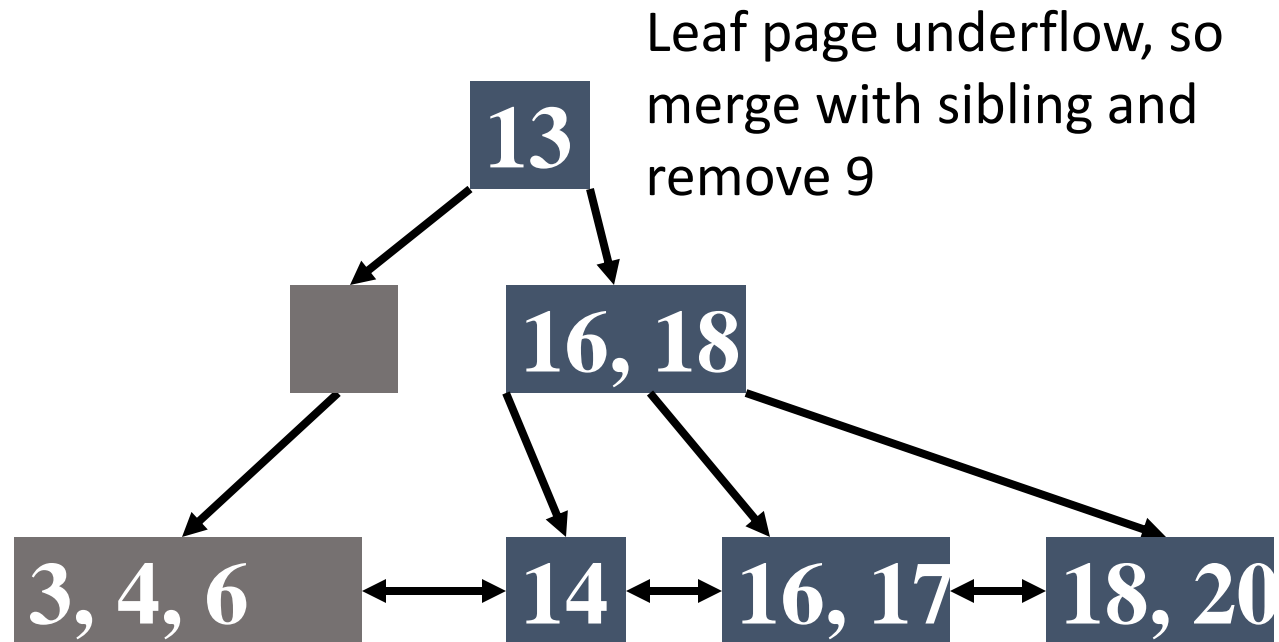 Leaf page underflow, so
merge with sibling and
remove 9
13
16, 18
3, 4, 6
14
16, 17
18, 20